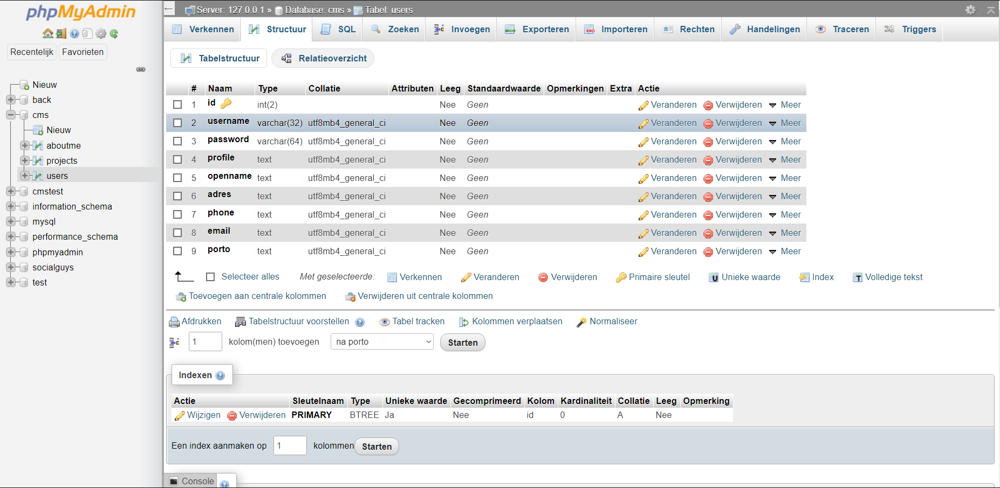 phpMyAdmin
Recentelijk Favorieten
Nieuw
back
cms
Nieuw
aboutme
projects
users
cmstest
information_schema
mysql
performance_schema
phpmyadmin
socialguys
test
Server: 127.0.0.1 » Database: cms » Tabel: users
Verkennen Structuur SQL Zoeken Invoegen Exporteren Importeren Rechten Handelingen Traceren Triggers
Tabelstructuur Relatieoverzicht
# Naam Type Collatie Attributen Leeg Standaardwaarde Opmerkingen Extra Actie
1 id int(2) Nee Geen Veranderen Verwijderen Meer
2 username varchar(32) utf8mb4_general_ci Nee Geen Veranderen Verwijderen Meer
3 password varchar(64) utf8mb4_general_ci Nee Geen Veranderen Verwijderen Meer
4 profile text utf8mb4_general_ci Nee Geen Veranderen Verwijderen Meer
5 openname text utf8mb4_general_ci Nee Geen Veranderen Verwijderen Meer
6 adres text utf8mb4_general_ci Nee Geen Veranderen Verwijderen Meer
7 phone text utf8mb4_general_ci Nee Geen Veranderen Verwijderen Meer
8 email text utf8mb4_general_ci Nee Geen Veranderen Verwijderen Meer
9 porto text utf8mb4_general_ci Nee Geen Veranderen Verwijderen Meer
Selecteer alles Met geselecteerde: Verkennen Veranderen Verwijderen Primaire sleutel Unieke waarde Index Volledige tekst
Toevoegen aan centrale kolommen Verwijderen uit centrale kolommen
Afdrukken Tabelstructuur voorstellen Tabel tracken Kolommen verplaatsen Normaliseer
1 kolom(men) toevoegen na porto Starten
Indexen
Actie Sleutelnaam Type Unieke waarde Gecomprimeerd Kolom Kardinaliteit Collatie Leeg Opmerking
Wijzigen Verwijderen PRIMARY BTREE Ja Nee id 0 A Nee
Een index aanmaken op 1 kolommen Starten
Console